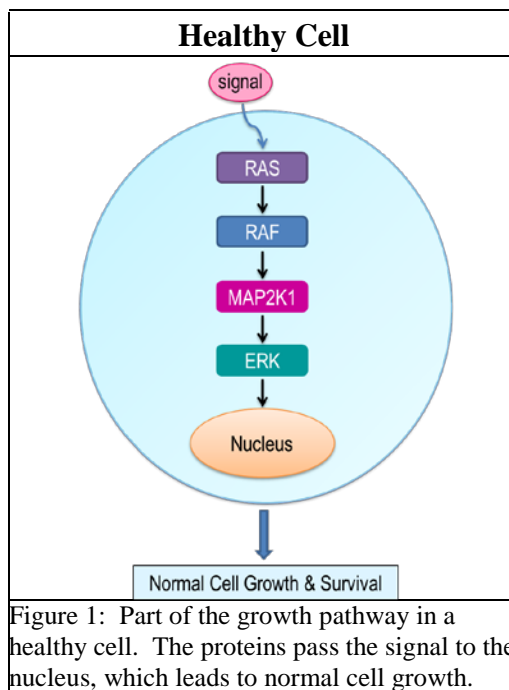 Healthy Cell
signal
RAS
RAF
MAP2K1
ERK
Nucleus
Normal Cell Growth & Survival
Figure 1: Part of the growth pathway in a
healthy cell. The proteins pass the signal to the
nucleus, which leads to normal cell growth.